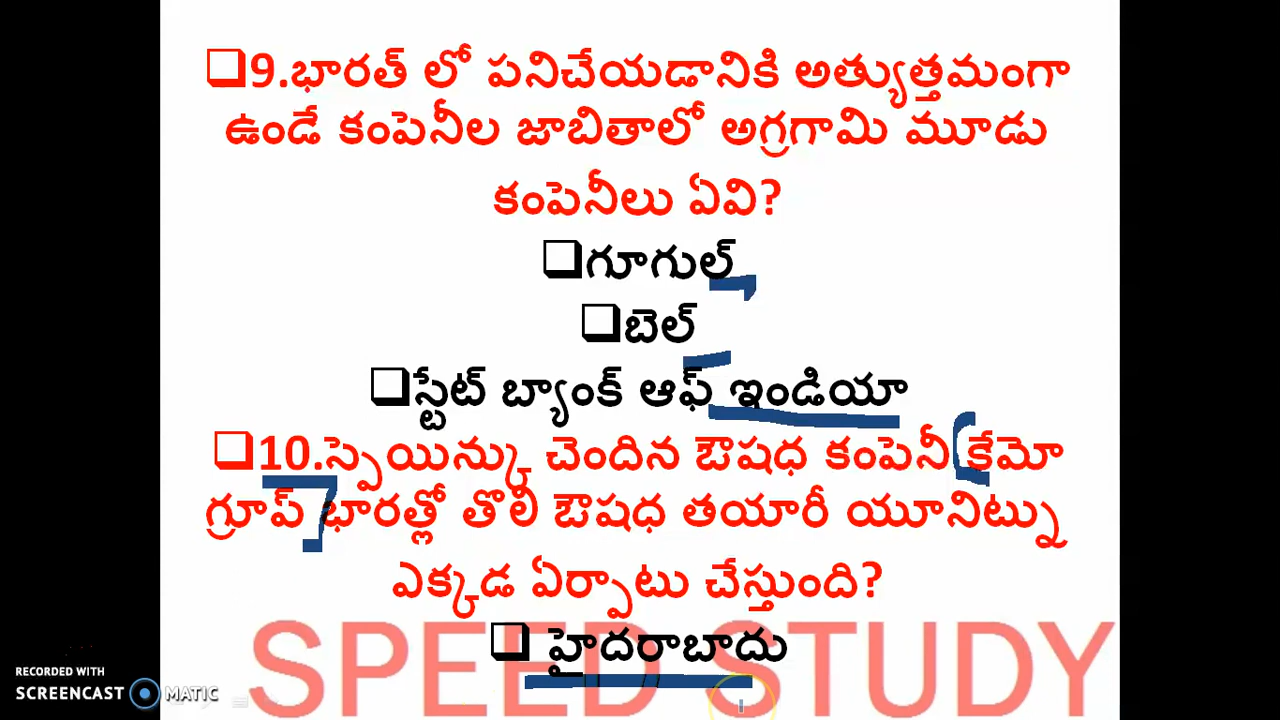 ❑9.భారత్ లో పనిచేయడానికి అత్యుత్తమంగా
ఉండే కంపెనీల జాబితాలో అగ్రగామి మూడు
కంపెనీలు ఏవి?
❑గూగుల్
❑బెల్
❑స్టేట్ బ్యాంక్ ఆఫ్ ఇండియా
❑10.స్పెయిన్కు చెందిన ఔషధ కంపెనీ కేమో
గ్రూప్ భారత్లో తొలి ఔషధ తయారీ యూనిట్ను
ఎక్కడ ఏర్పాటు చేస్తుంది?
❑ హైదరాబాదు
SPEED STUDY
RECORDED WITH
SCREENCAST MATIC